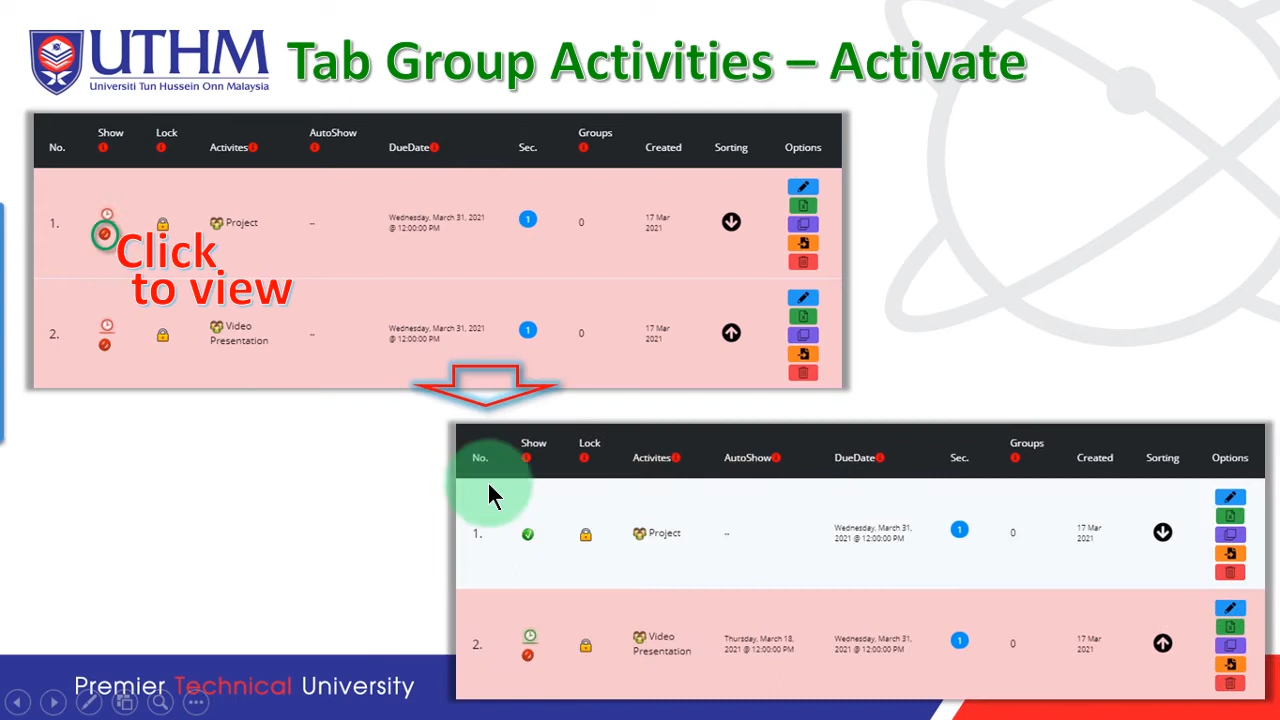 UTHM
Universiti Tun Hussein Onn Malaysia
Tab Group Activities – Activate
No. Show Lock Activites AutoShow DueDate Sec. Groups Created Sorting Options
1. Project -- Wednesday, March 31, 2021 1 0 17 Mar
@ 12:00:00 PM 2021
Click
to view
2. Video -- Wednesday, March 31, 2021 1 0 17 Mar
Presentation @ 12:00:00 PM 2021
No. Show Lock Activites AutoShow DueDate Sec. Groups Created Sorting Options
1. Project -- Wednesday, March 31, 1 0 17 Mar
2021 @ 12:00:00 PM 2021
2. Video Thursday, March 18, Wednesday, March 31, 1 0 17 Mar
Presentation 2021 @ 12:00:00 PM 2021 @ 12:00:00 PM 2021
Premier Technical University